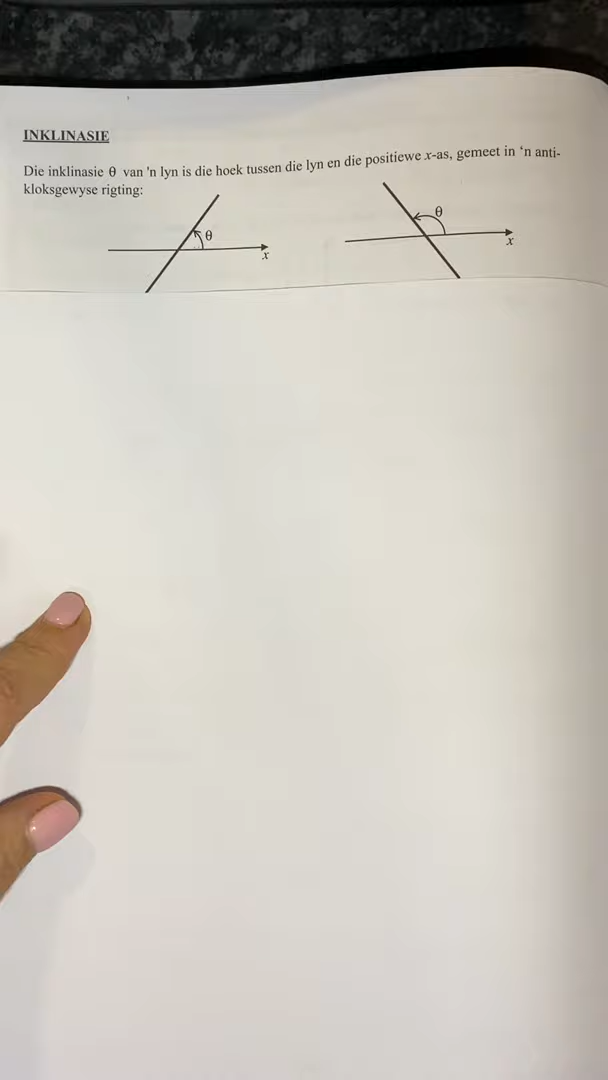 INKLINASIE
Die inklinasie θ van 'n lyn is die hoek tussen die lyn en die positiewe x-as, gemeet in ‘n anti-
kloksgewyse rigting:
θ
x
θ
x